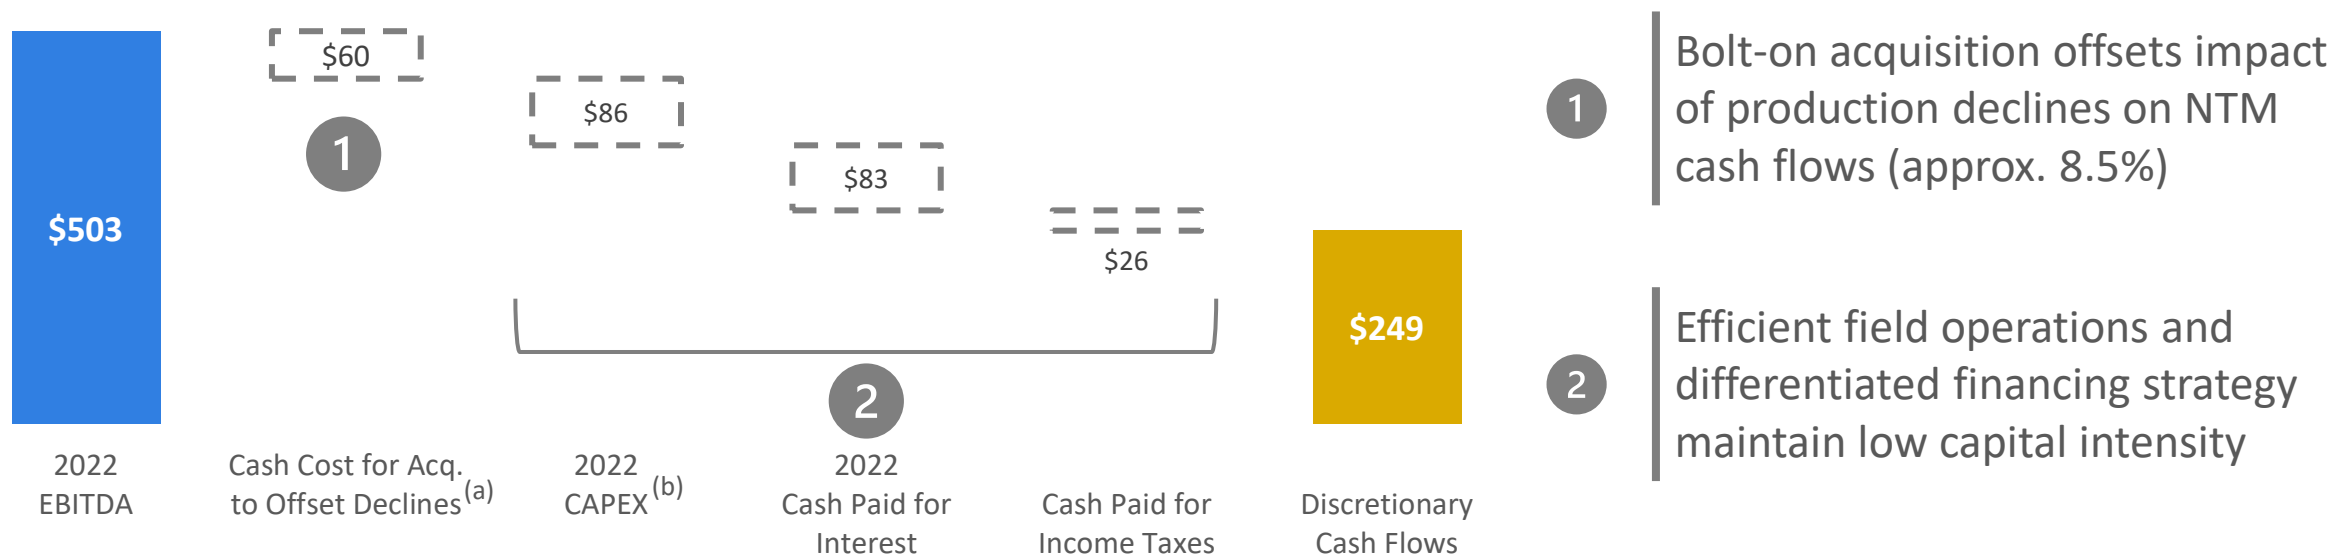 $503
$60
1
$86
$83
$26
2
$249
2022
EBITDA
Cash Cost for Acq.
to Offset Declines(a)
2022
CAPEX(b)
2022
Cash Paid for
Interest
Cash Paid for
Income Taxes
Discretionary
Cash Flows
1
Bolt-on acquisition offsets impact
of production declines on NTM
cash flows (approx. 8.5%)
2
Efficient field operations and
differentiated financing strategy
maintain low capital intensity